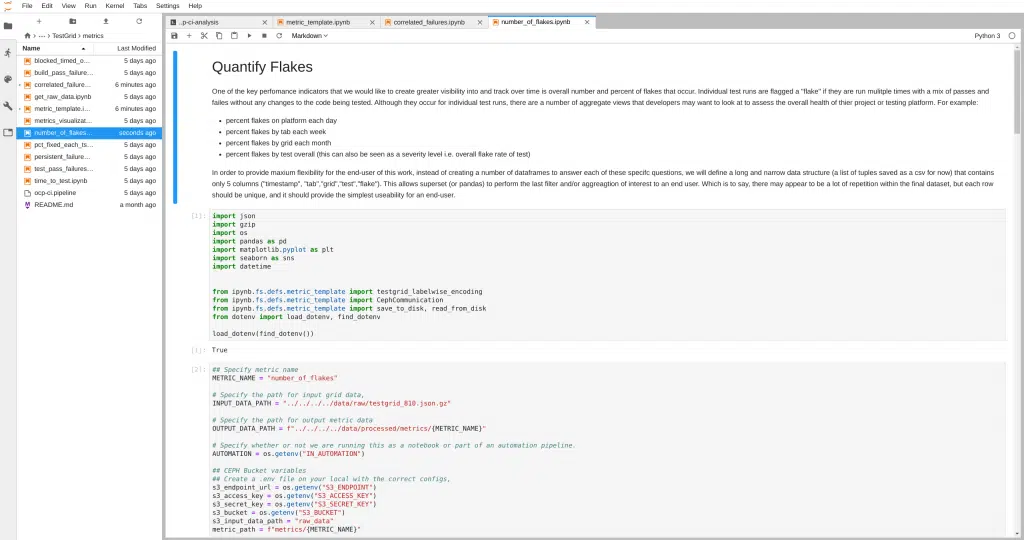 File Edit View Run Kernel Tabs Settings Help
..p-ci-analysis
metric_template.ipynb
correlated_failures.ipynb
number_of_flakes.ipynb
Markdown
Python 3
> ··· > TestGrid > metrics
Name Last Modified
blocked_timed_o... 5 days ago
build_pass_failure... 5 days ago
correlated_failure... 6 minutes ago
get_raw_data.ipynb 5 days ago
metric_template.i... 6 minutes ago
metrics_visualizat... 5 days ago
number_of_flakes... seconds ago
pct_fixed_each_ts... 5 days ago
persistent_failure... 5 days ago
test_pass_failures... 5 days ago
time_to_test.ipynb 5 days ago
ocp-ci-pipeline 5 days ago
README.md a month ago
Quantify Flakes
One of the key perfomance indicators that we would like to create greater visibility into and track over time is overall number and percent of flakes that occur. Individual test runs are flagged a "flake" if they are run mulitple times with a mix of passes and
failes without any changes to the code being tested. Although they occur for individual test runs, there are a number of aggregate views that developers may want to look at to assess the overall health of thier project or testing platform. For example:
• percent flakes on platform each day
• percent flakes by tab each week
• percent flakes by grid each month
• percent flakes by test overall (this can also be seen as a severity level i.e. overall flake rate of test)
In order to provide maxium flexibility for the end-user of this work, instead of creating a number of dataframes to answer each of these specifc questions, we will define a long and narrow data structure (a list of tuples saved as a csv for now) that contains
only 5 columns ("timestamp", "tab","grid","test","flake"). This allows superset (or pandas) to perform the last filter and/or aggreagtion of interest to an end user. Which is to say, there may appear to be a lot of repetition within the final dataset, but each row
should be unique, and it should provide the simplest useability for an end-user.
[1]: import json
import gzip
import os
import pandas as pd
import matplotlib.pyplot as plt
import seaborn as sns
import datetime
from ipynb.fs.defs.metric_template import testgrid_labelwise_encoding
from ipynb.fs.defs.metric_template import CephCommunication
from ipynb.fs.defs.metric_template import save_to_disk, read_from_disk
from dotenv import load_dotenv, find_dotenv
load_dotenv(find_dotenv())
[1]: True
[2]: ## Specify metric name
METRIC_NAME = "number_of_flakes"
# Specify the path for input grid data,
INPUT_DATA_PATH = "../../../../data/raw/testgrid_810.json.gz"
# Specify the path for output metric data
OUTPUT_DATA_PATH = f"../../../../data/processed/metrics/{METRIC_NAME}"
# Specify whether or not we are running this as a notebook or part of an automation pipeline.
AUTOMATION = os.getenv("IN_AUTOMATION")
## CEPH Bucket variables
## Create a .env file on your local with the correct configs,
s3_endpoint_url = os.getenv("S3_ENDPOINT")
s3_access_key = os.getenv("S3_ACCESS_KEY")
s3_secret_key = os.getenv("S3_SECRET_KEY")
s3_bucket = os.getenv("S3_BUCKET")
s3_input_data_path = "raw_data"
metric_path = f"metrics/{METRIC_NAME}"